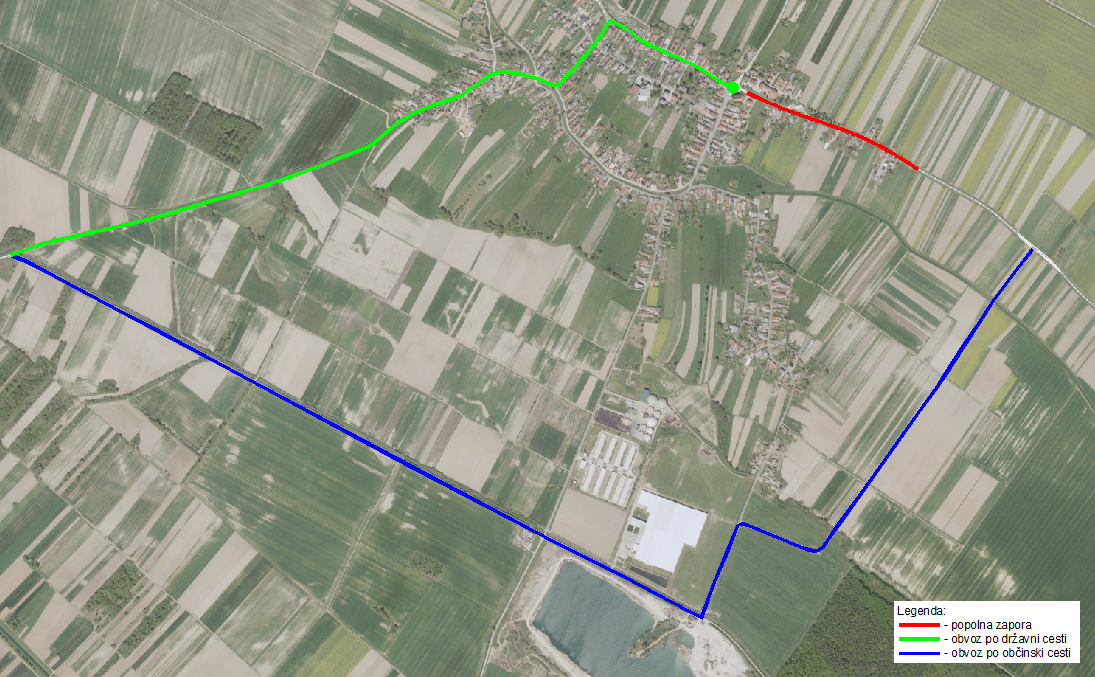 Legenda:
- popolna zapora
- obvoz po državni cesti
- obvoz po občinski cesti